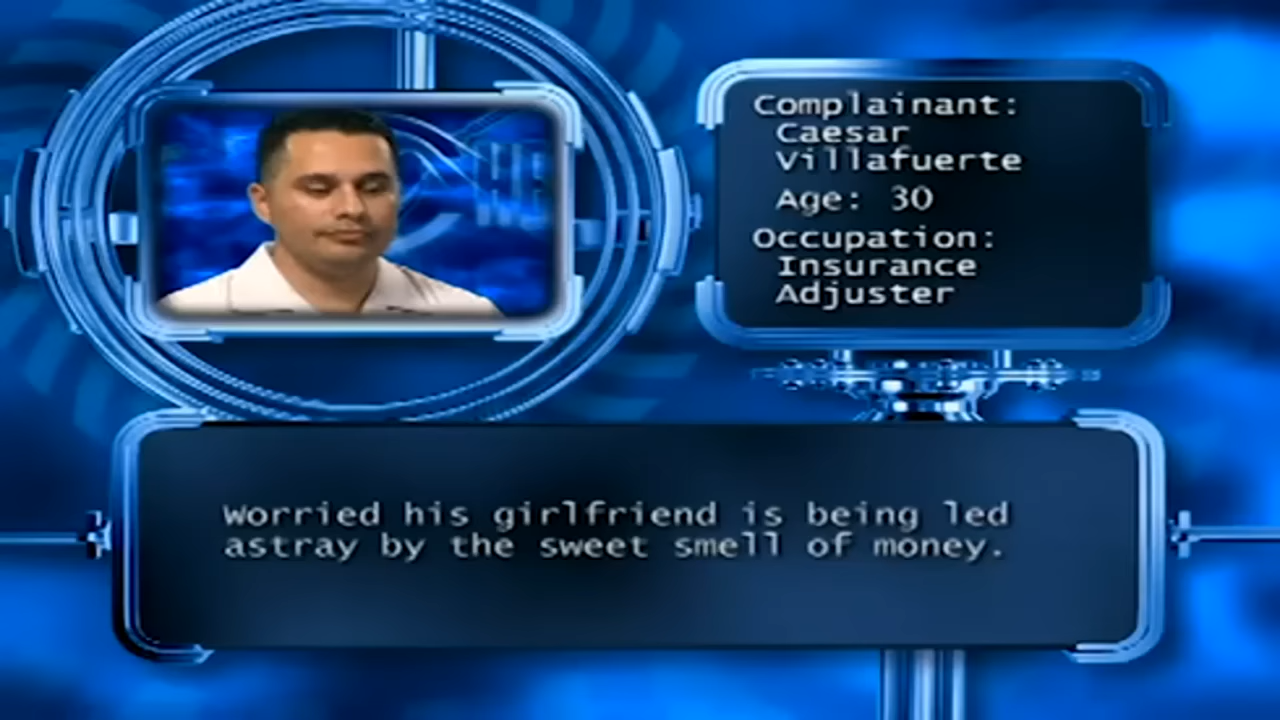 Complainant:
Caesar
Villafuerte
Age: 30
Occupation:
Insurance
Adjuster
Worried his girlfriend is being led
astray by the sweet smell of money.